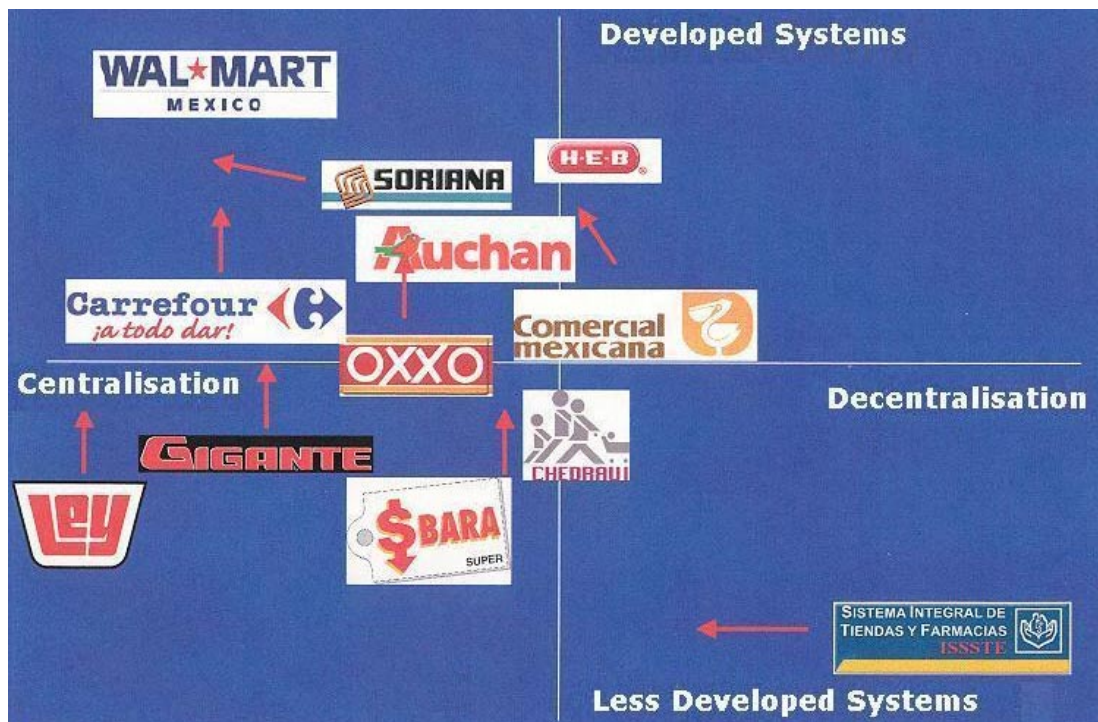 Developed Systems
WAL★MART
MEXICO
H·E·B®
SORIANA
Auchan
Carrefour
¡a todo dar!
Comercial
mexicana
OXXO
Centralisation
Decentralisation
GIGANTE
CHEDRAUI
Ley
$BARA
SUPER
SISTEMA INTEGRAL DE
TIENDAS Y FARMACIAS
ISSSTE
Less Developed Systems